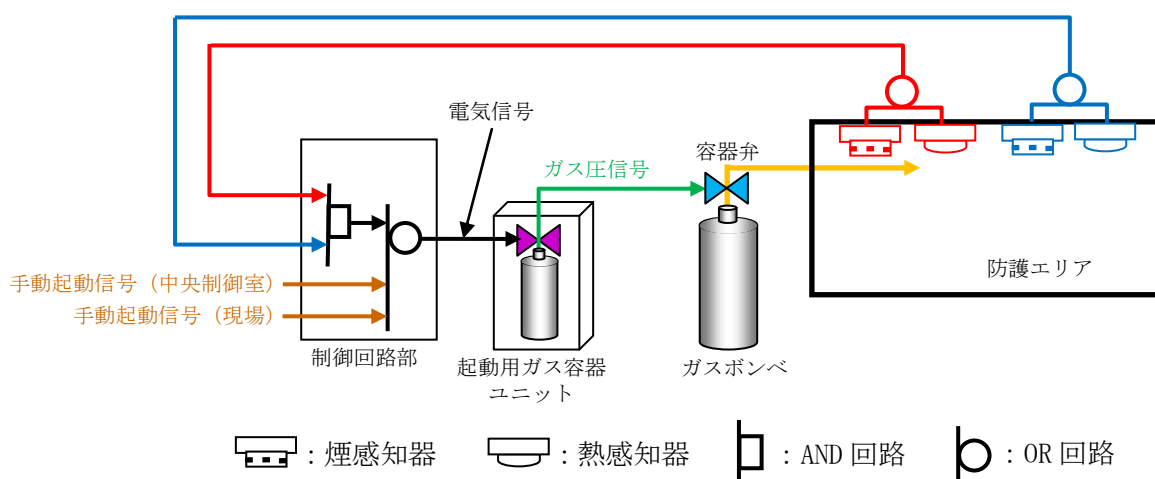 電気信号
容器弁
ガス圧信号
防護エリア
手動起動信号（中央制御室）
手動起動信号（現場）
制御回路部
起動用ガス容器
ユニット
ガスボンベ
：煙感知器
：熱感知器
：AND 回路
：OR 回路